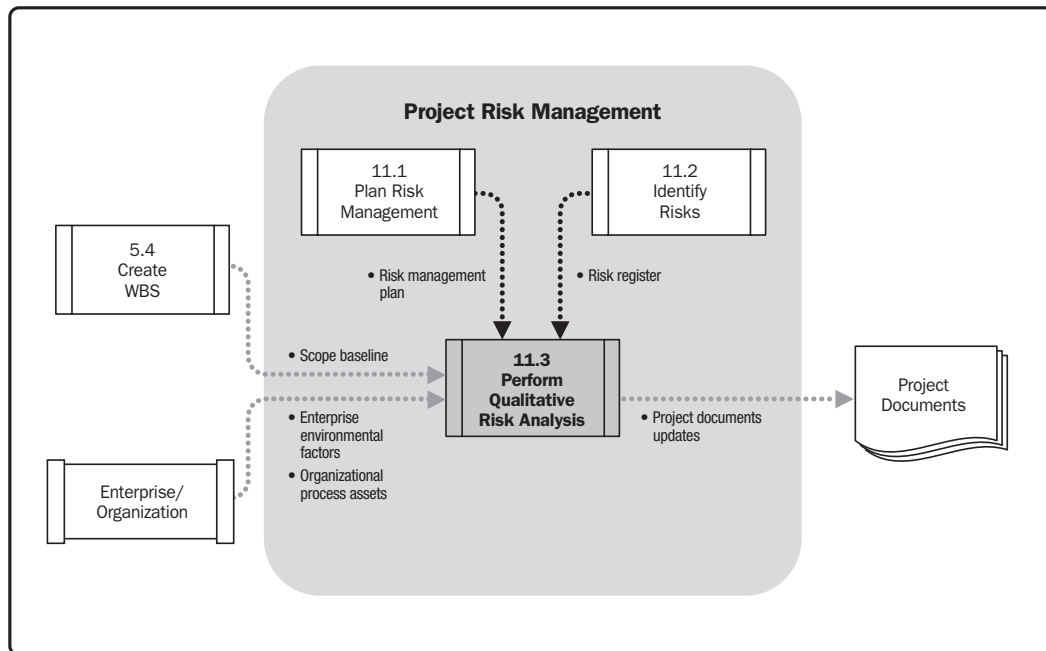 Project Risk Management
11.1
Plan Risk
Management
11.2
Identify
Risks
5.4
Create
WBS
• Risk management
plan
• Risk register
• Scope baseline
11.3
Perform
Qualitative
Risk Analysis
Project
Documents
• Enterprise
environmental
factors
• Organizational
process assets
• Project documents
updates
Enterprise/
Organization